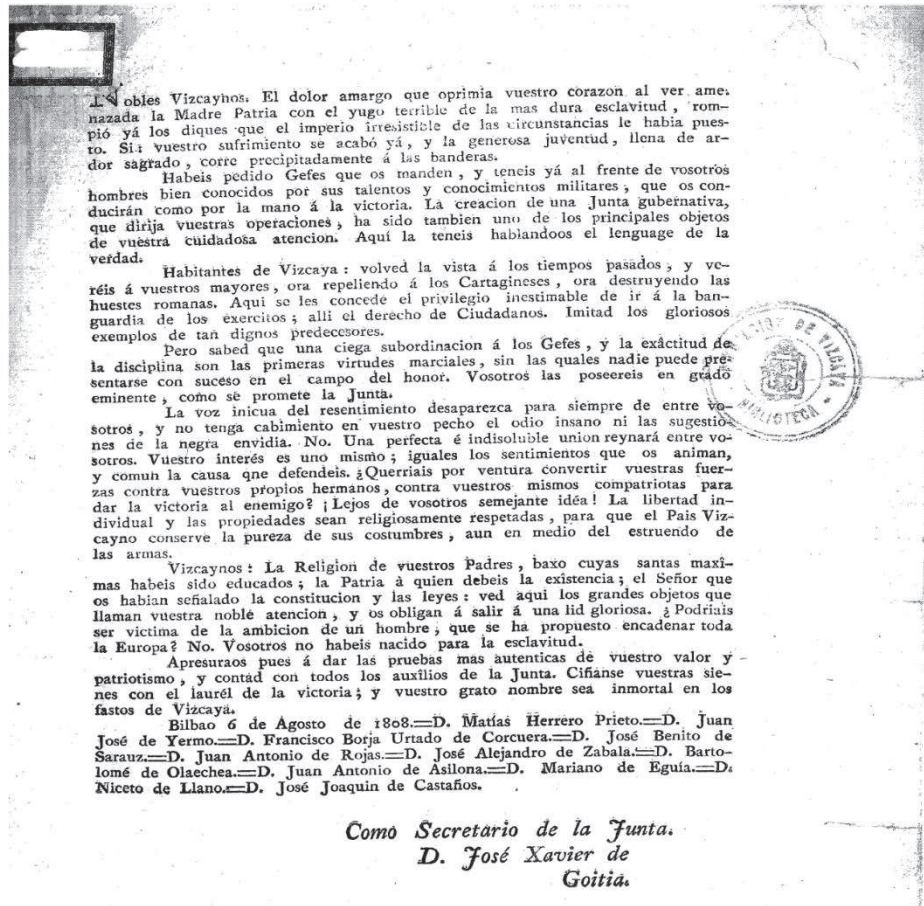 Nobles Vizcaynos. El dolor amargo que oprimia vuestro corazon al ver ame-
nazada la Madre Patria con el yugo terrible de la mas dura esclavitud, rom-
pió yá los diques que el imperio irresistible de las circunstancias le habia pues-
to. Si: vuestro sufrimiento se acabó yá, y la generosa juventud, llena de ar-
dor sagrado, corre precipitadamente á las banderas.
Habeis pedido Gefes que os manden, y teneis yá al frente de vosotros
hombres bien conocidos por sus talentos y conocimientos militares, que os con-
ducirán como por la mano á la victoria. La creacion de una Junta gubernativa,
que dirija vuestras operaciones, ha sido tambien uno de los principales objetos
de vuestra cuidadosa atencion. Aquí la teneis hablandoos el lenguage de la
verdad.
Habitantes de Vizcaya: volved la vista á los tiempos pasados, y ve-
réis á vuestros mayores, ora repeliendo á los Cartagineses, ora destruyendo las
huestes romanas. Aqui se les concede el privilegio inestimable de ir á la ban-
guardia de los exercitos; alli el derecho de Ciudadanos. Imitad los gloriosos
exemplos de tan dignos predecesores.
Pero sabed que una ciega subordinacion á los Gefes, y la exâctitud de
la disciplina son las primeras virtudes marciales, sin las quales nadie puede pre-
sentarse con suceso en el campo del honor. Vosotros las poseereis en grado
eminente, como se promete la Junta.
La voz inicua del resentimiento desaparezca para siempre de entre vo-
sotros, y no tenga cabimiento en vuestro pecho el odio insano ni las sugestio-
nes de la negra envidia. No. Una perfecta é indisoluble union reynará entre vo-
sotros. Vuestro interés es uno mismo; iguales los sentimientos que os animan,
y comun la causa qne defendeis. ¿Querriais por ventura convertir vuestras fuer-
zas contra vuestros propios hermanos, contra vuestros mismos compatriotas para
dar la victoria al enemigo? ¡Lejos de vosotros semejante idéa! La libertad in-
dividual y las propiedades sean religiosamente respetadas, para que el Pais Viz-
cayno conserve la pureza de sus costumbres, aun en medio del estruendo de
las armas.
Vizcaynos: La Religion de vuestros Padres, baxo cuyas santas maxî-
mas habeis sido educados; la Patria à quien debeis la existencia; el Señor que
os habian señalado la constitucion y las leyes: ved aqui los grandes objetos que
llaman vuestra noble atencion, y os obligan á salir á una lid gloriosa. ¿Podriais
ser victima de la ambicion de un hombre, que se ha propuesto encadenar toda
la Europa? No. Vosotros no habeis nacido para la esclavitud.
Apresuraos pues á dar las pruebas mas autenticas de vuestro valor y
patriotismo, y contad con todos los auxîlios de la Junta. Ciñanse vuestras sie-
nes con el laurél de la victoria; y vuestro grato nombre sea inmortal en los
fastos de Vizcaya.
Bilbao 6 de Agosto de 1808.=D. Matías Herrero Prieto.=D. Juan
José de Yermo.=D. Francisco Borja Urtado de Corcuera.=D. José Benito de
Sarauz.=D. Juan Antonio de Rojas.=D. José Alejandro de Zabala.=D. Barto-
lomé de Olaechea.=D. Juan Antonio de Asilona.=D. Mariano de Eguía.=D.
Niceto de Llano.=D. José Joaquin de Castaños.
Como Secretario de la Junta.
D. José Xavier de
Goitia.
DE VIZCAYA
BIBLIOTECA